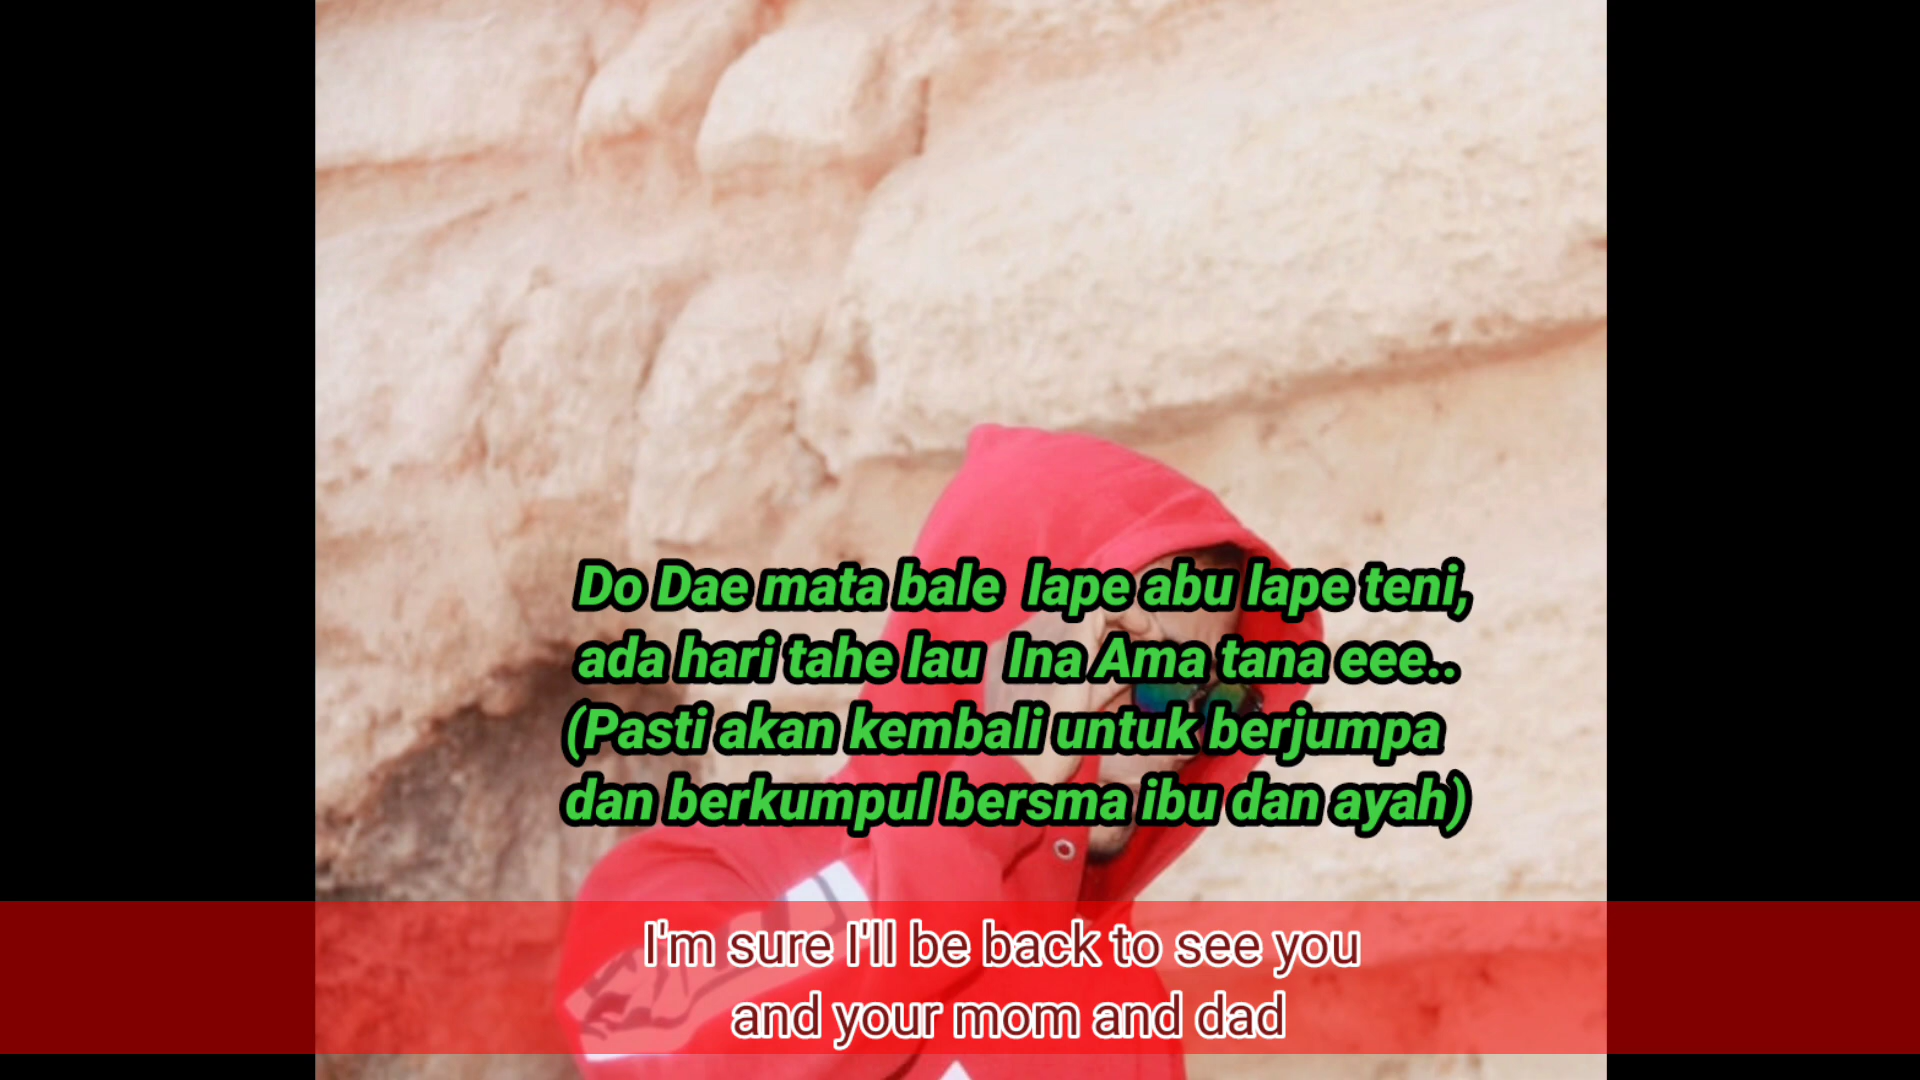 Do Dae mata bale lape abu lape teni,
ada hari tahe lau Ina Ama tana eee..
(Pasti akan kembali untuk berjumpa
dan berkumpul bersma ibu dan ayah)
I'm sure I'll be back to see you
and your mom and dad